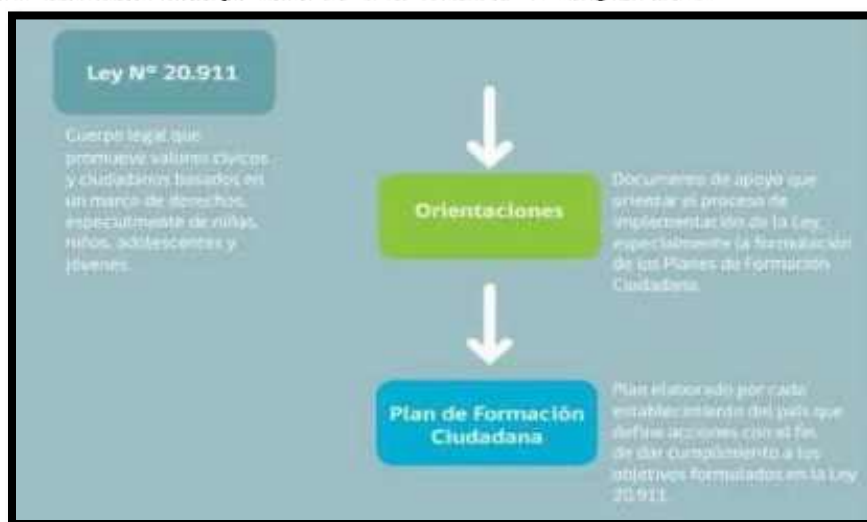 Ley N° 20.911
Cuerpo legal que
promueve valores cívicos
y ciudadanos basados en
un marco de derechos,
especialmente de niñas,
niños, adolescentes y
jóvenes.
Orientaciones
Documento de apoyo que
orientar el proceso de
implementación de la Ley,
especialmente la formulación
de los Planes de Formación
Ciudadana.
Plan de Formación
Ciudadana
Plan elaborado por cada
establecimiento del país que
define acciones con el fin
de dar cumplimiento a los
objetivos formulados en la Ley
20.911.